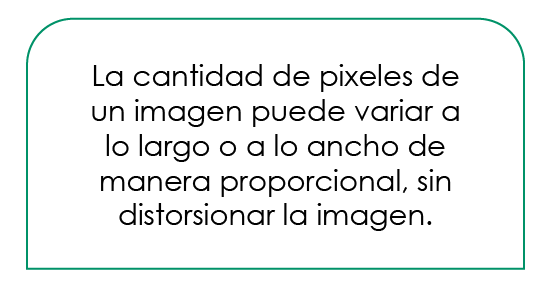 La cantidad de pixeles de
un imagen puede variar a
lo largo o a lo ancho de
manera proporcional, sin
distorsionar la imagen.